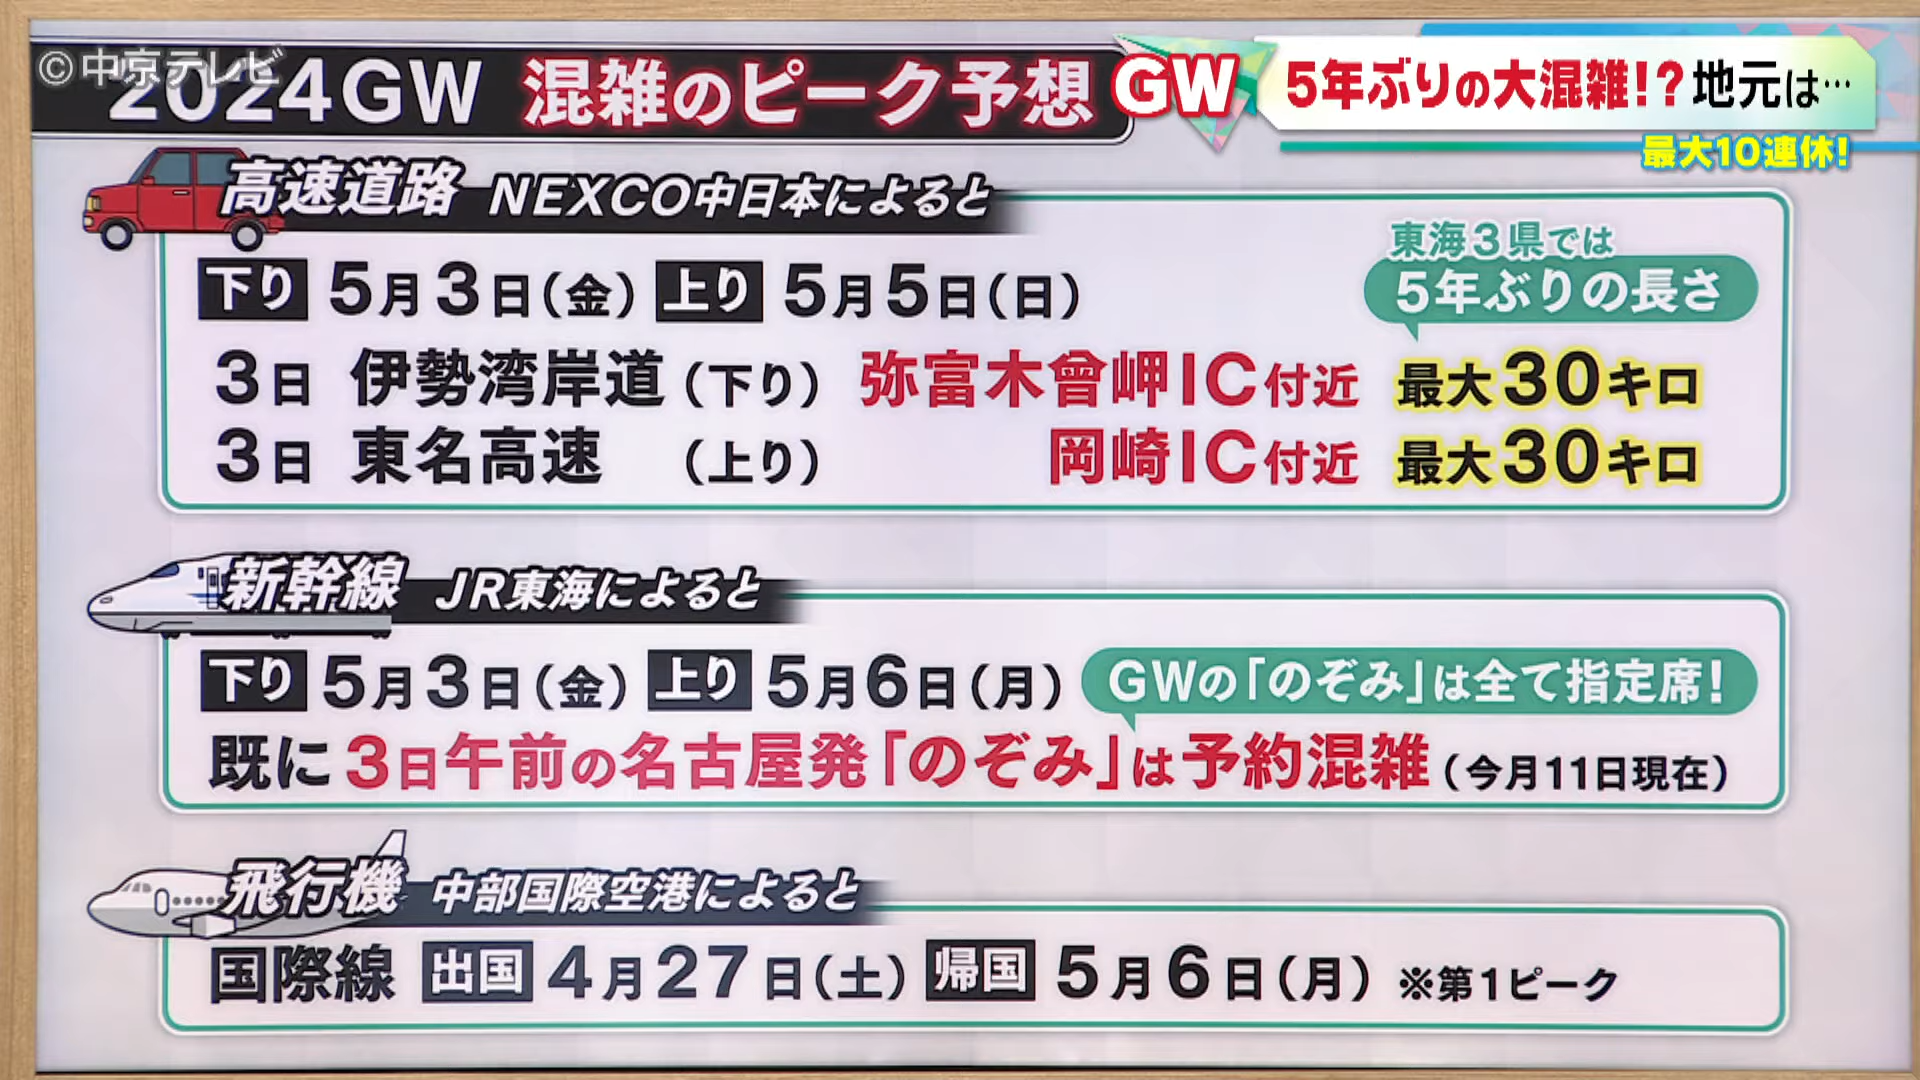 ©中京テレビ
2024GW 混雑のピーク予想
GW 5年ぶりの大混雑!?地元は…
最大10連休!
高速道路 NEXCO中日本によると
東海3県では
5年ぶりの長さ
下り 5月3日(金) 上り 5月5日(日)
3日 伊勢湾岸道(下り) 弥富木曽岬IC付近 最大30キロ
3日 東名高速 (上り) 岡崎IC付近 最大30キロ
新幹線 JR東海によると
下り 5月3日(金) 上り 5月6日(月) GWの「のぞみ」は全て指定席!
既に3日午前の名古屋発「のぞみ」は予約混雑(今月11日現在)
飛行機 中部国際空港によると
国際線 出国 4月27日(土) 帰国 5月6日(月) ※第1ピーク